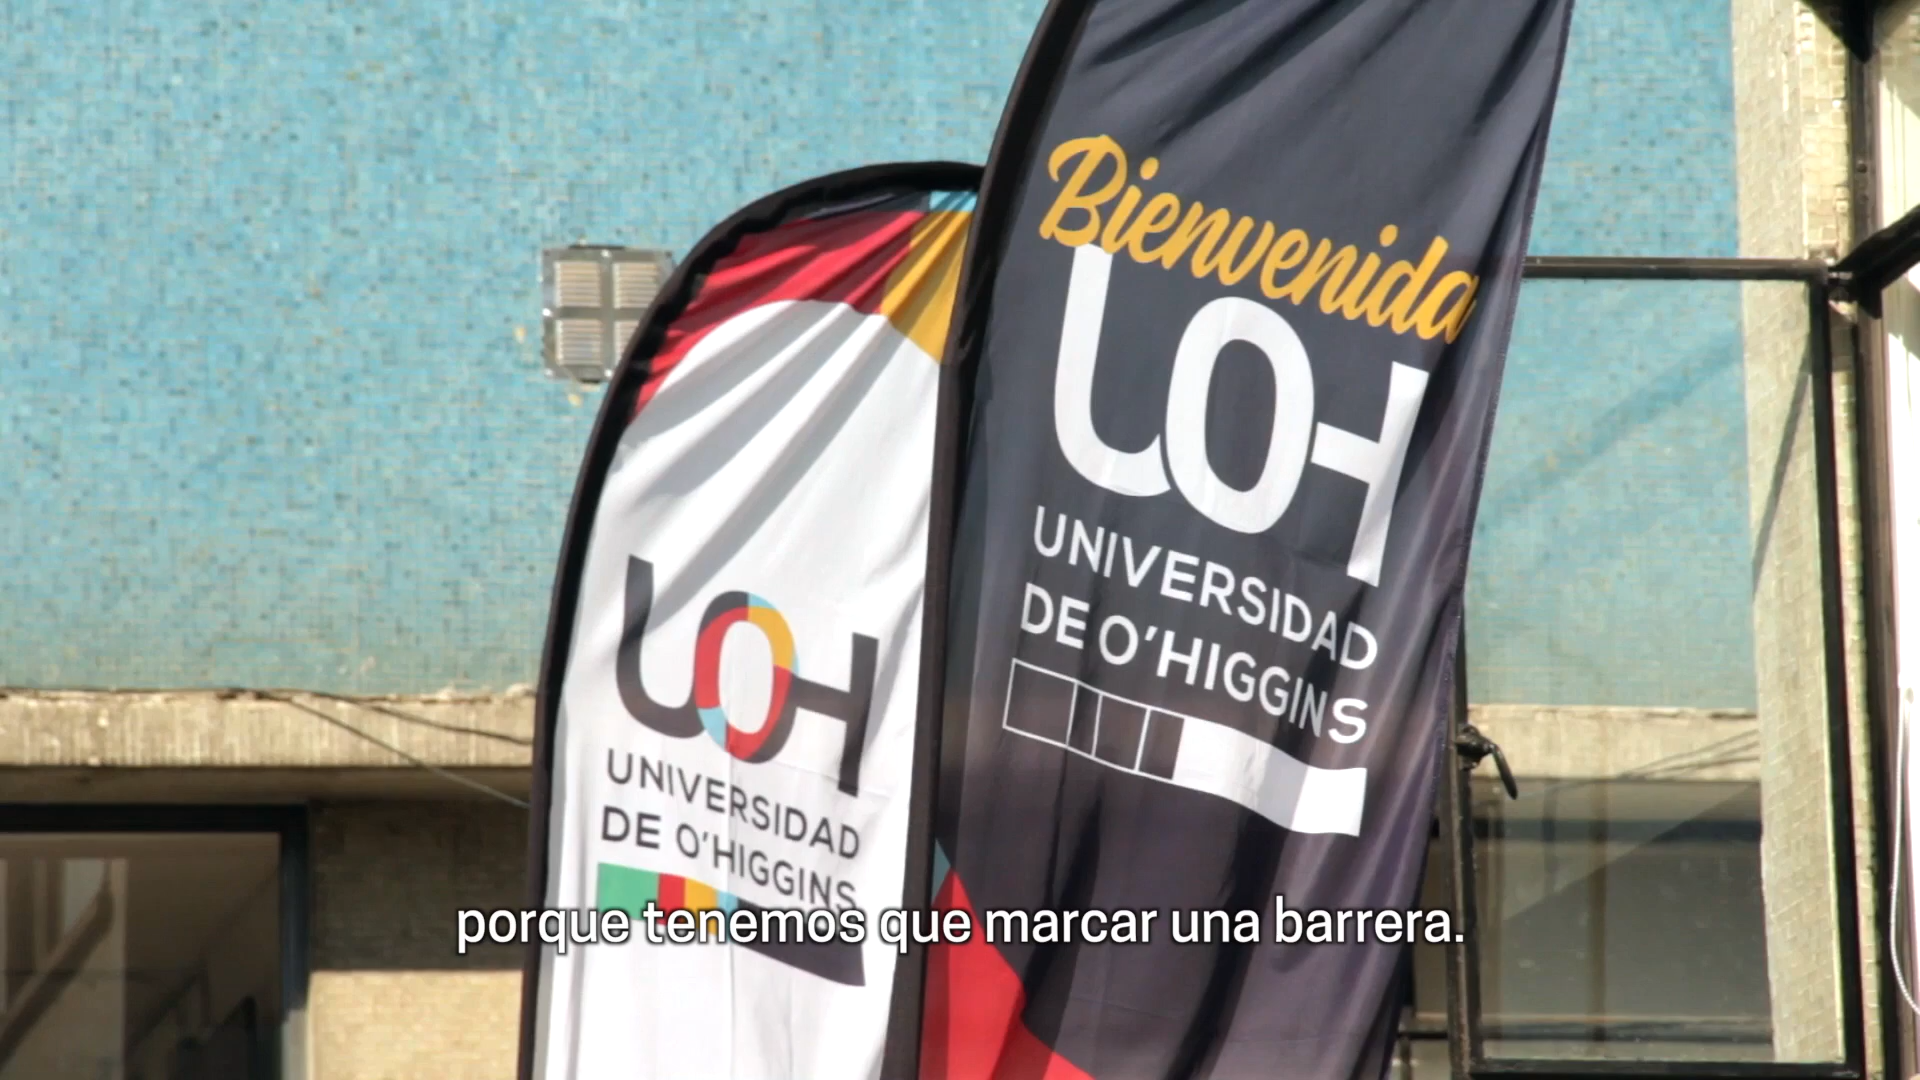 Bienvenida
UOH
UNIVERSIDAD
DE O'HIGGINS
UOH
UNIVERSIDAD
DE O'HIGGINS
porque tenemos que marcar una barrera.